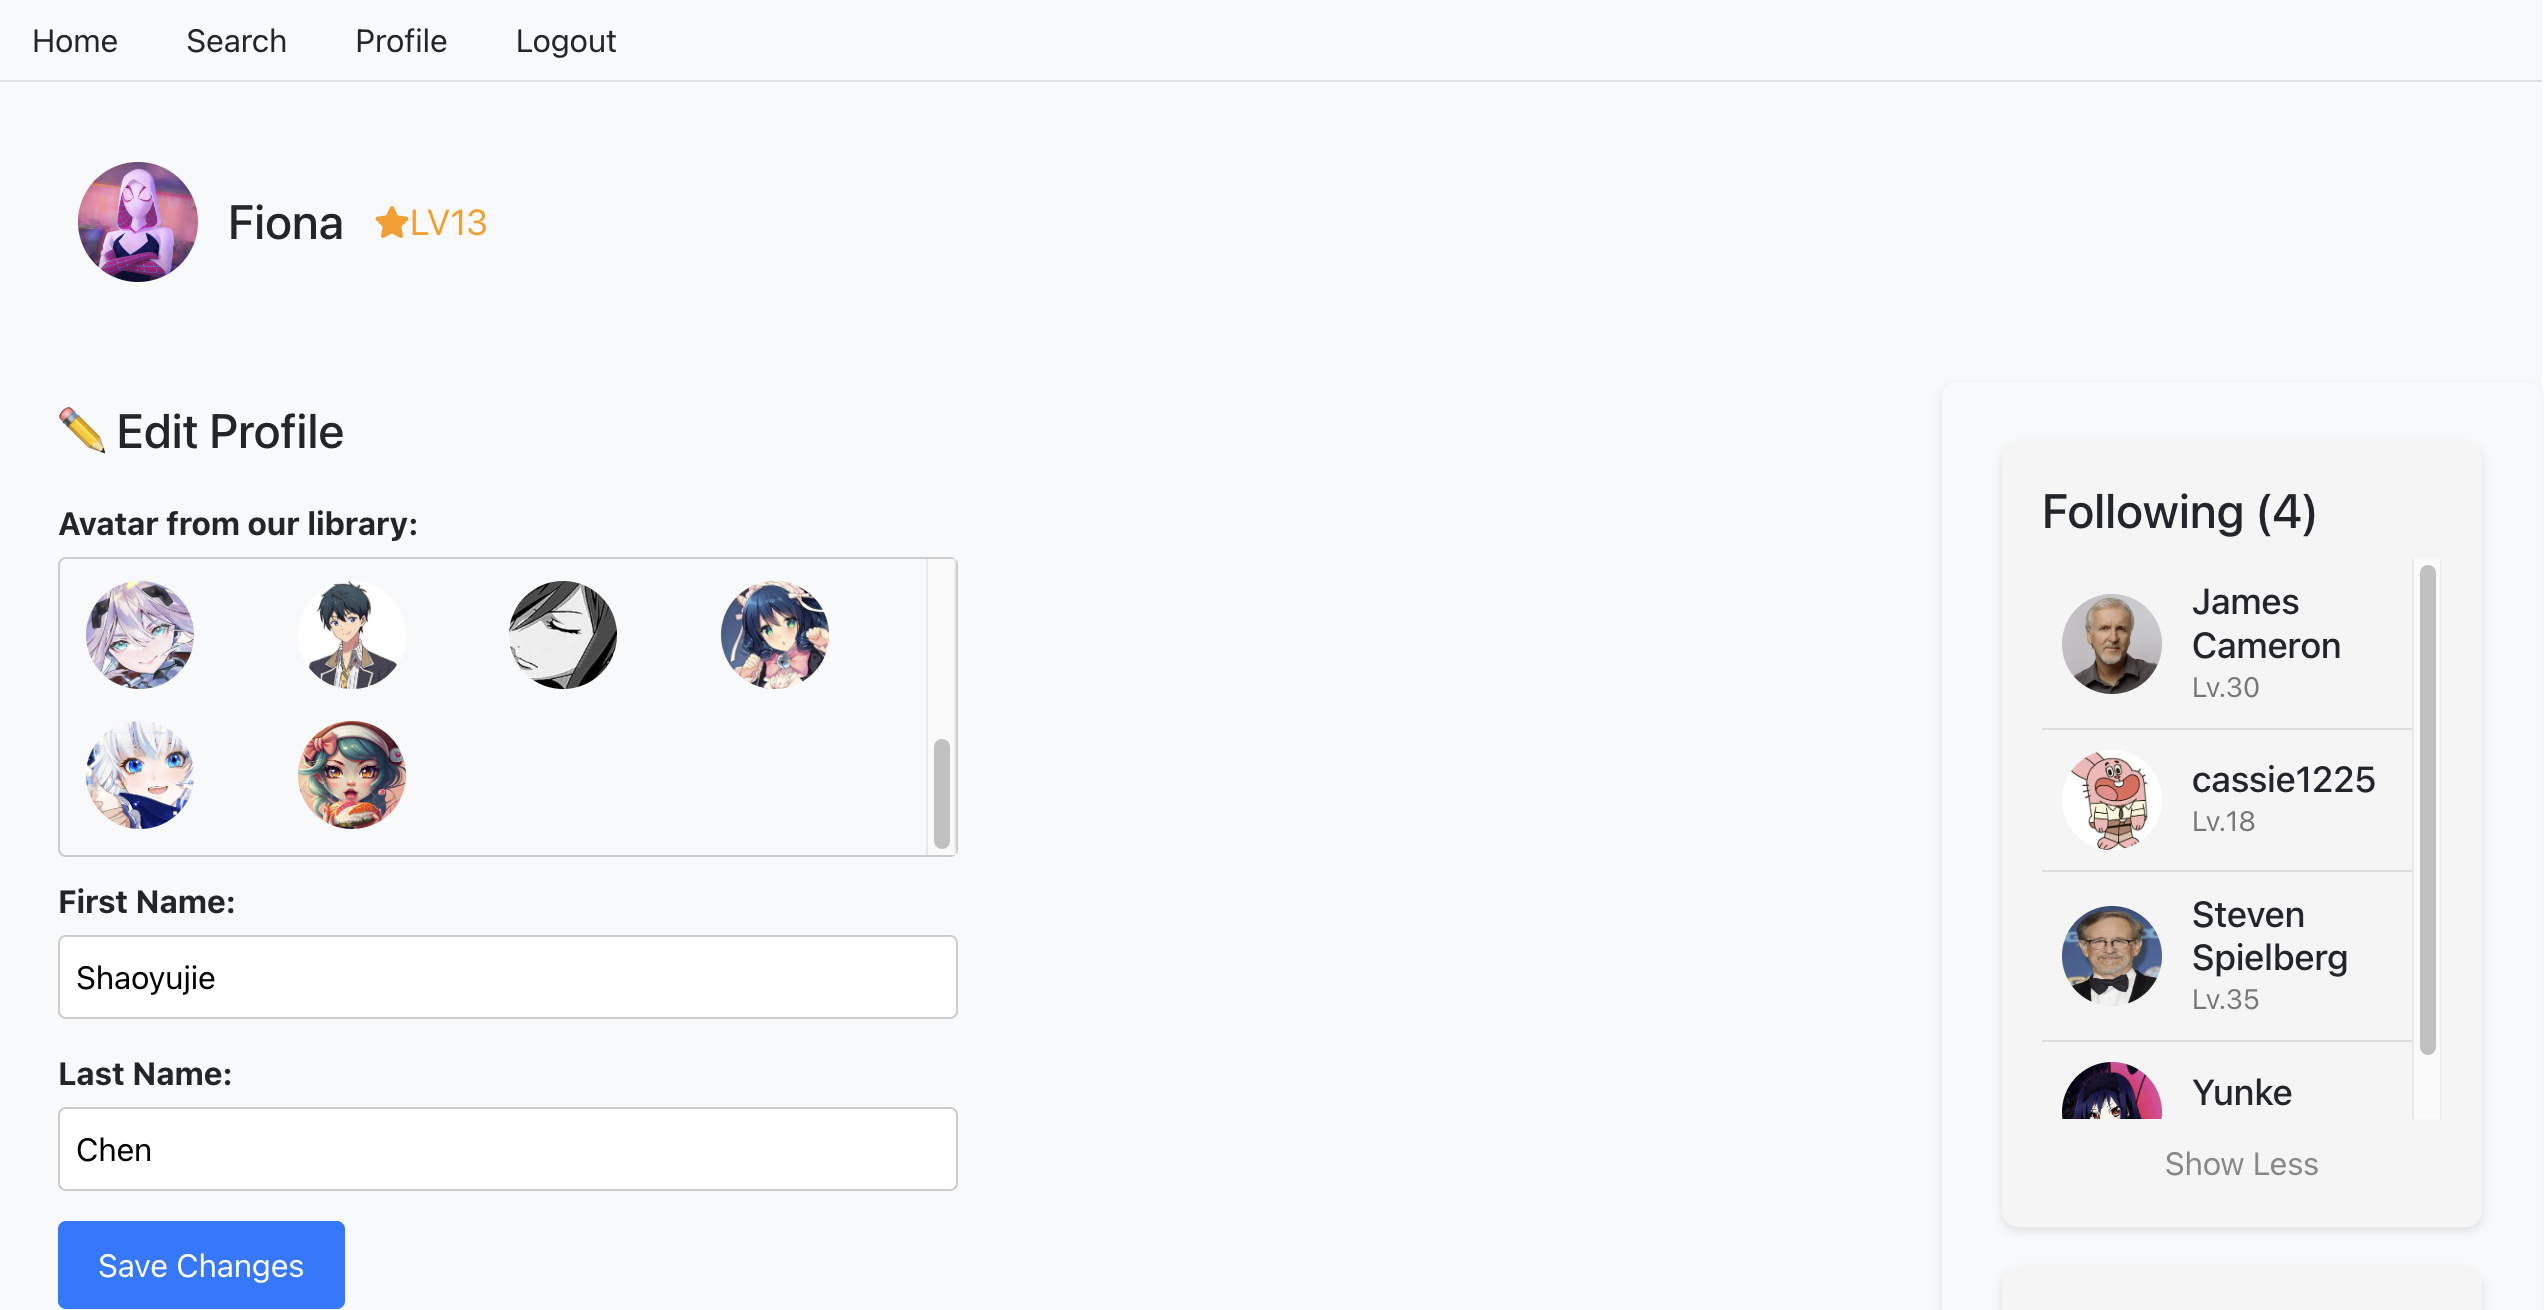 Home Search Profile Logout
Fiona LV13
Edit Profile
Avatar from our library:
First Name:
Shaoyujie
Last Name:
Chen
Save Changes
Following (4)
James
Cameron
Lv.30
cassie1225
Lv.18
Steven
Spielberg
Lv.35
Yunke
Show Less